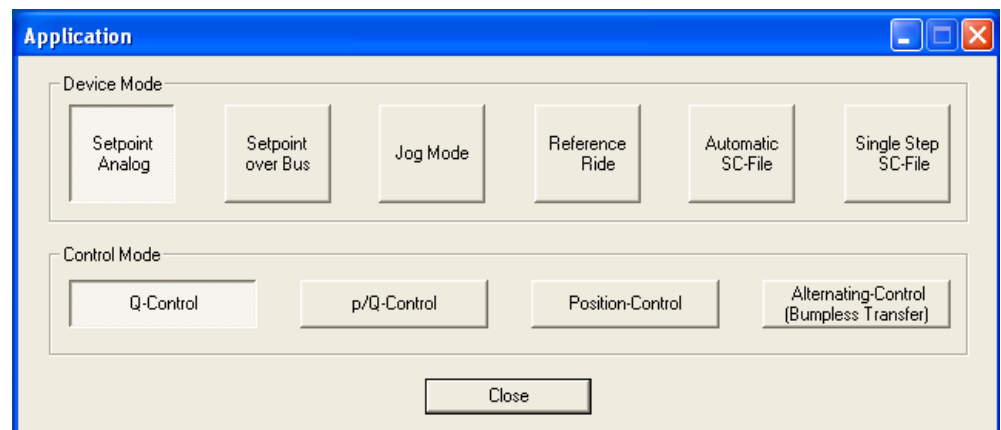 Application
Device Mode
Setpoint
Analog
Setpoint
over Bus
Jog Mode
Reference
Ride
Automatic
SC-File
Single Step
SC-File
Control Mode
Q-Control
p/Q-Control
Position-Control
Alternating-Control
(Bumpless Transfer)
Close